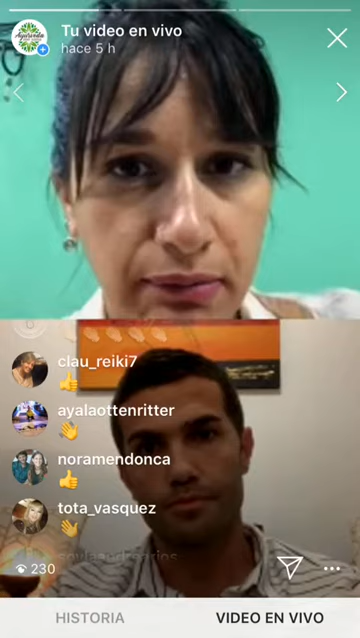 Tu video en vivo
hace 5 h
clau_reiki7
👍
ayalaottenritter
👋
noramendonca
👍
tota_vasquez
👋
230
HISTORIA
VIDEO EN VIVO